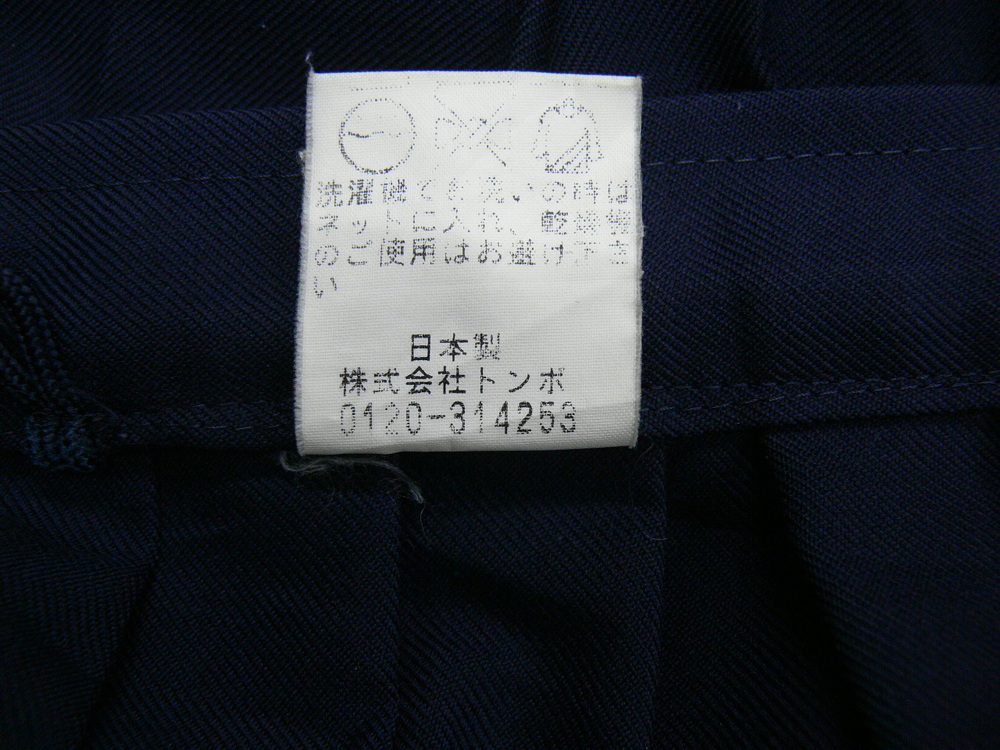 洗濯機でお洗いの時は
ネットに入れ、乾燥機
のご使用はお避け下さ
い
日本製
株式会社トンボ
0120-314253